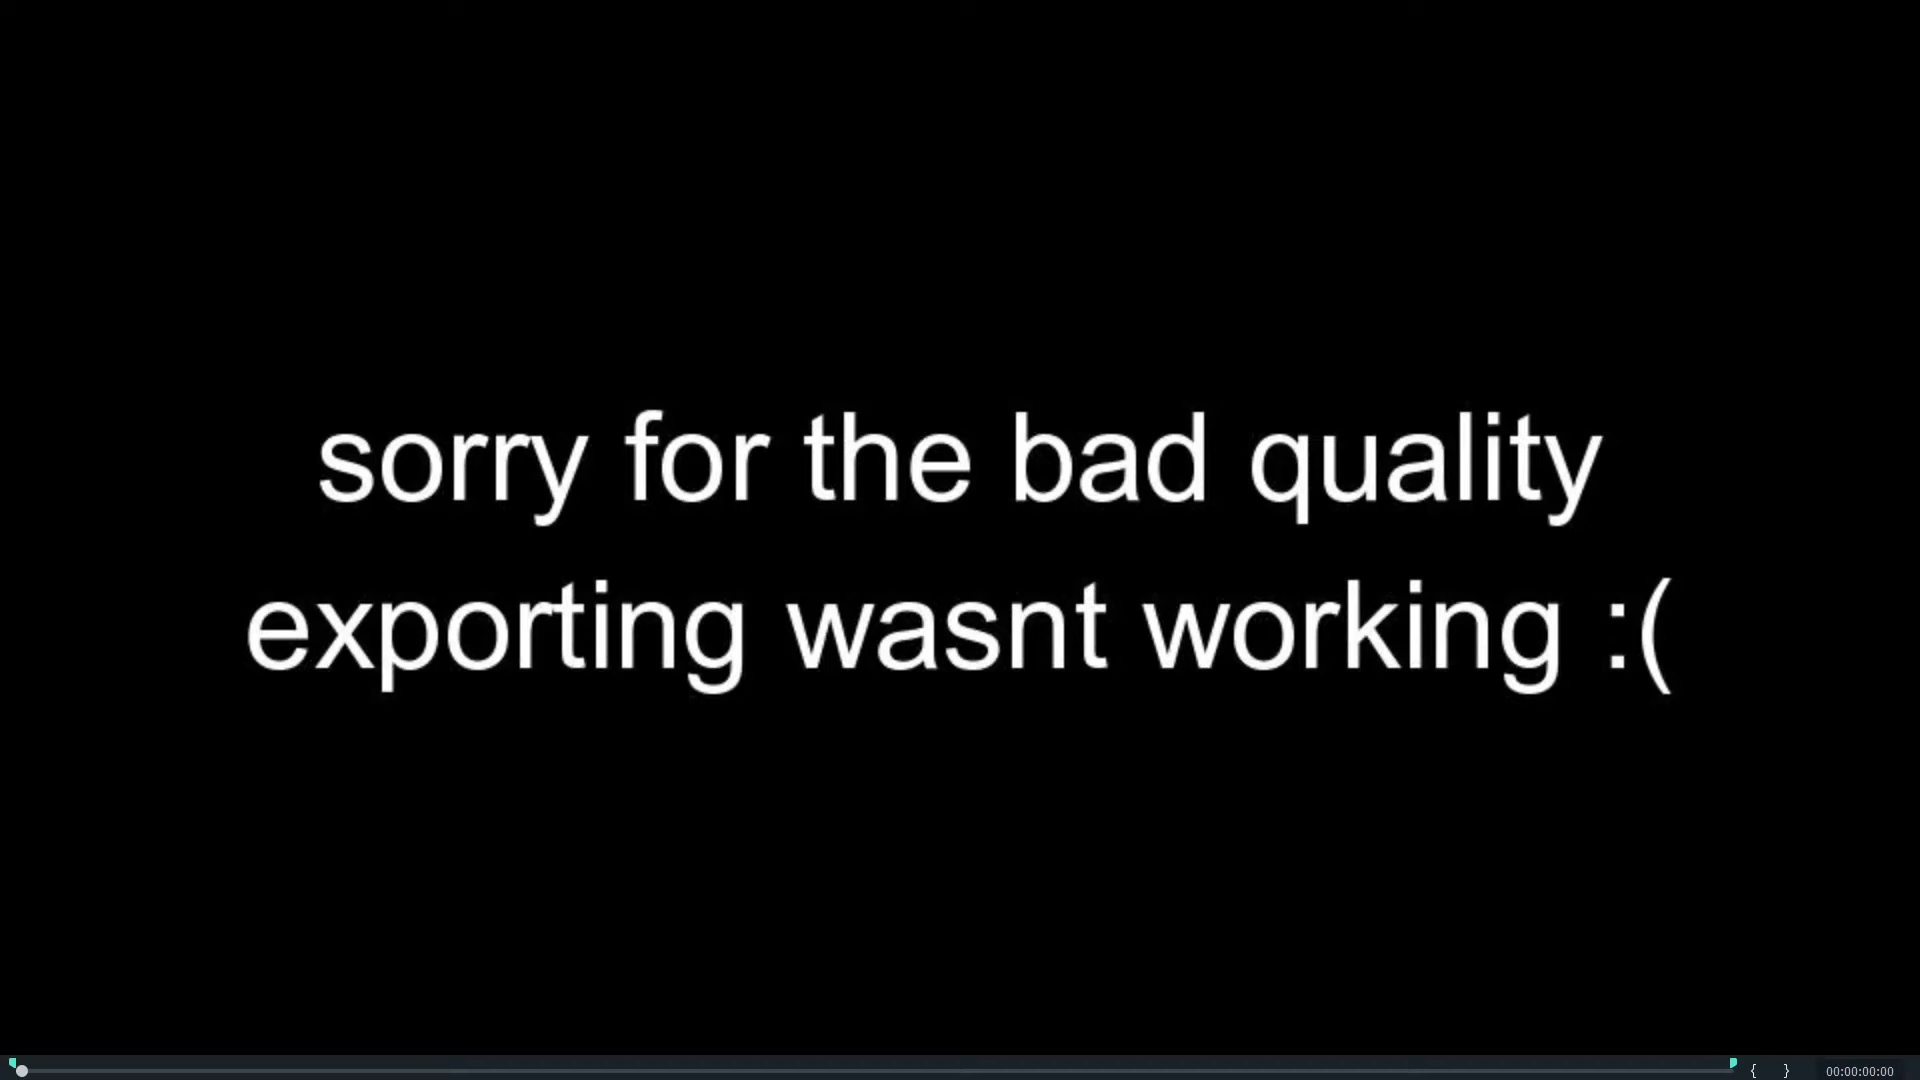 sorry for the bad quality
exporting wasnt working :(
{ } 00:00:00:00